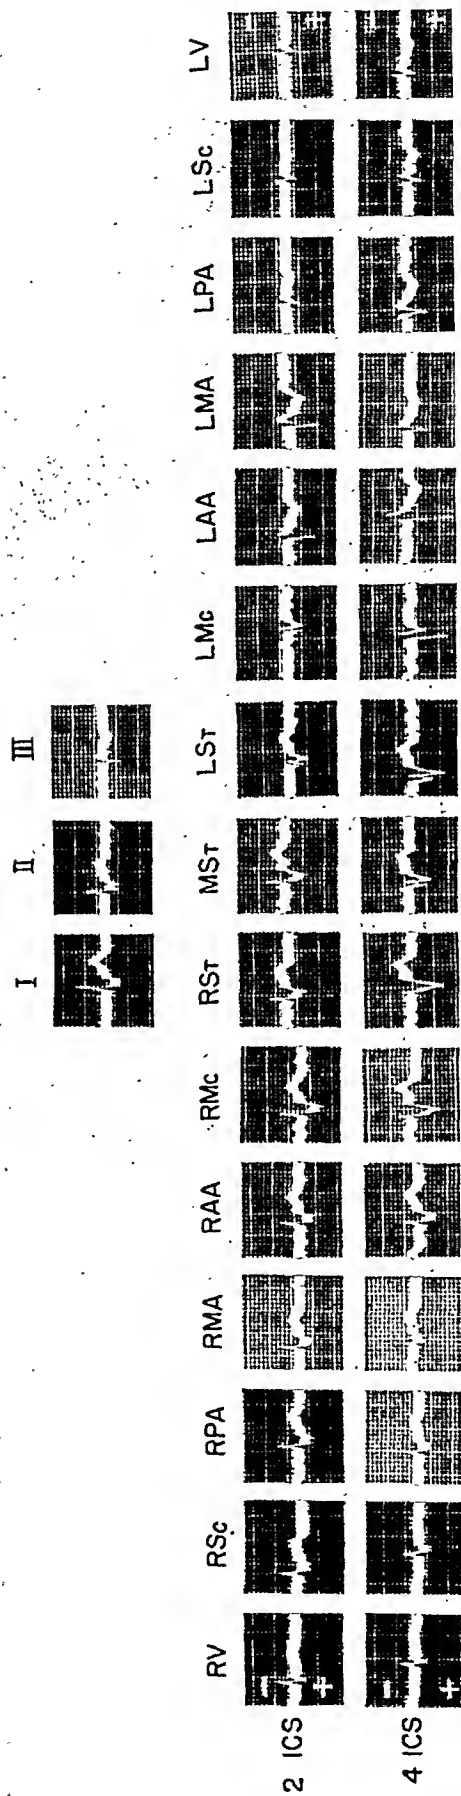 I II III
RV RSc RPA RMA RAA RMc RST MST LST LMc LAA LMA LPA LSc LV
2 ICS - + - +
4 ICS - + - +